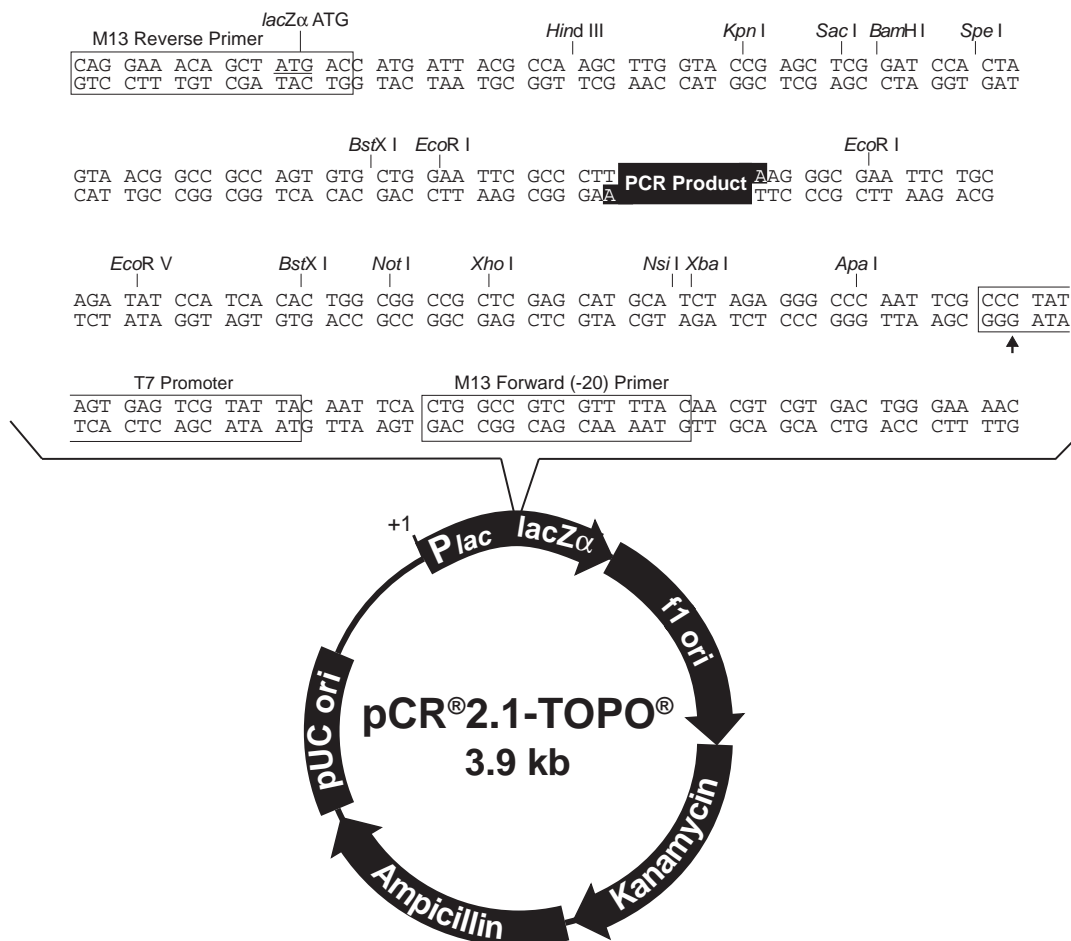 lacZα ATG
M13 Reverse Primer
Hind III Kpn I Sac I BamH I Spe I
CAG GAA ACA GCT ATG ACC ATG ATT ACG CCA AGC TTG GTA CCG AGC TCG GAT CCA CTA
GTC CTT TGT CGA TAC TGG TAC TAA TGC GGT TCG AAC CAT GGC TCG AGC CTA GGT GAT
BstX I EcoR I EcoR I
GTA ACG GCC GCC AGT GTG CTG GAA TTC GCC CTT PCR Product AAG GGC GAA TTC TGC
CAT TGC CGG CGG TCA CAC GAC CTT AAG CGG GAA TTC CCG CTT AAG ACG
EcoR V BstX I Not I Xho I Nsi I Xba I Apa I
AGA TAT CCA TCA CAC TGG CGG CCG CTC GAG CAT GCA TCT AGA GGG CCC AAT TCG CCC TAT
TCT ATA GGT AGT GTG ACC GCC GGC GAG CTC GTA CGT AGA TCT CCC GGG TTA AGC GGG ATA
T7 Promoter M13 Forward (-20) Primer
AGT GAG TCG TAT TAC AAT TCA CTG GCC GTC GTT TTA CAA CGT CGT GAC TGG GAA AAC
TCA CTC AGC ATA ATG TTA AGT GAC CGG CAG CAA AAT GTT GCA GCA CTG ACC CTT TTG
+1
Plac lacZα
f1 ori
pUC ori
pCR®2.1-TOPO®
3.9 kb
Kanamycin
Ampicillin